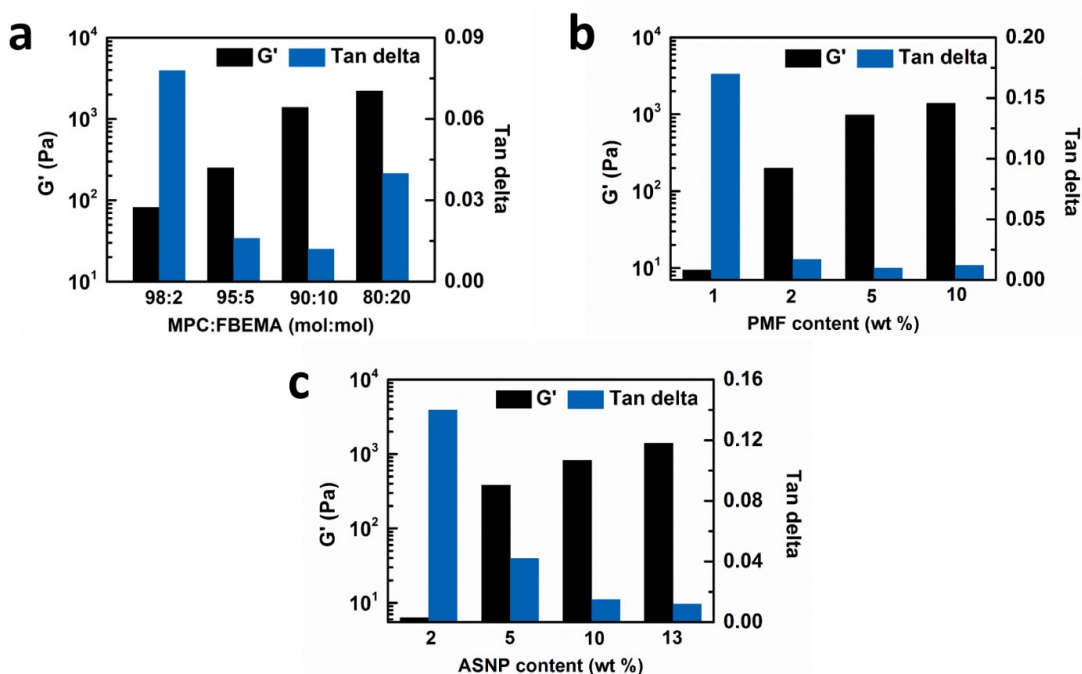 a
G' Tan delta
10⁴
10³
10²
10¹
G' (Pa)
0.09
0.06
0.03
0.00
Tan delta
98:2 95:5 90:10 80:20
MPC:FBEMA (mol:mol)
b
G' Tan delta
10⁴
10³
10²
10¹
G' (Pa)
0.20
0.15
0.10
0.05
0.00
Tan delta
1 2 5 10
PMF content (wt %)
c
G' Tan delta
10⁴
10³
10²
10¹
G' (Pa)
0.16
0.12
0.08
0.04
0.00
Tan delta
2 5 10 13
ASNP content (wt %)